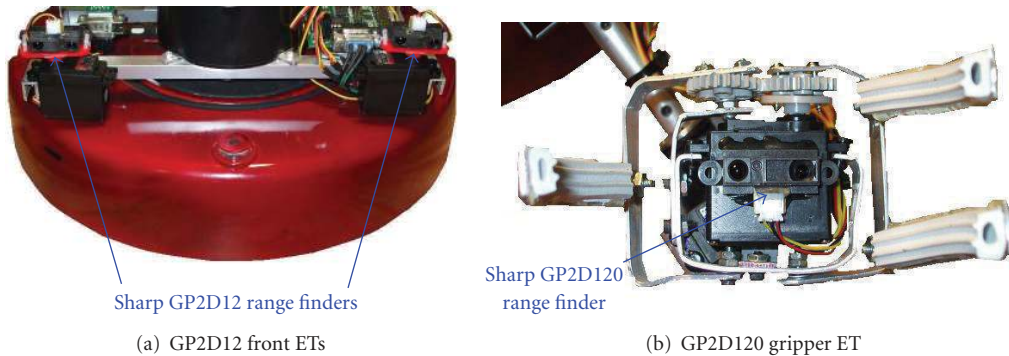 Sharp GP2D12 range finders
Sharp GP2D120
range finder
(a) GP2D12 front ETs
(b) GP2D120 gripper ET